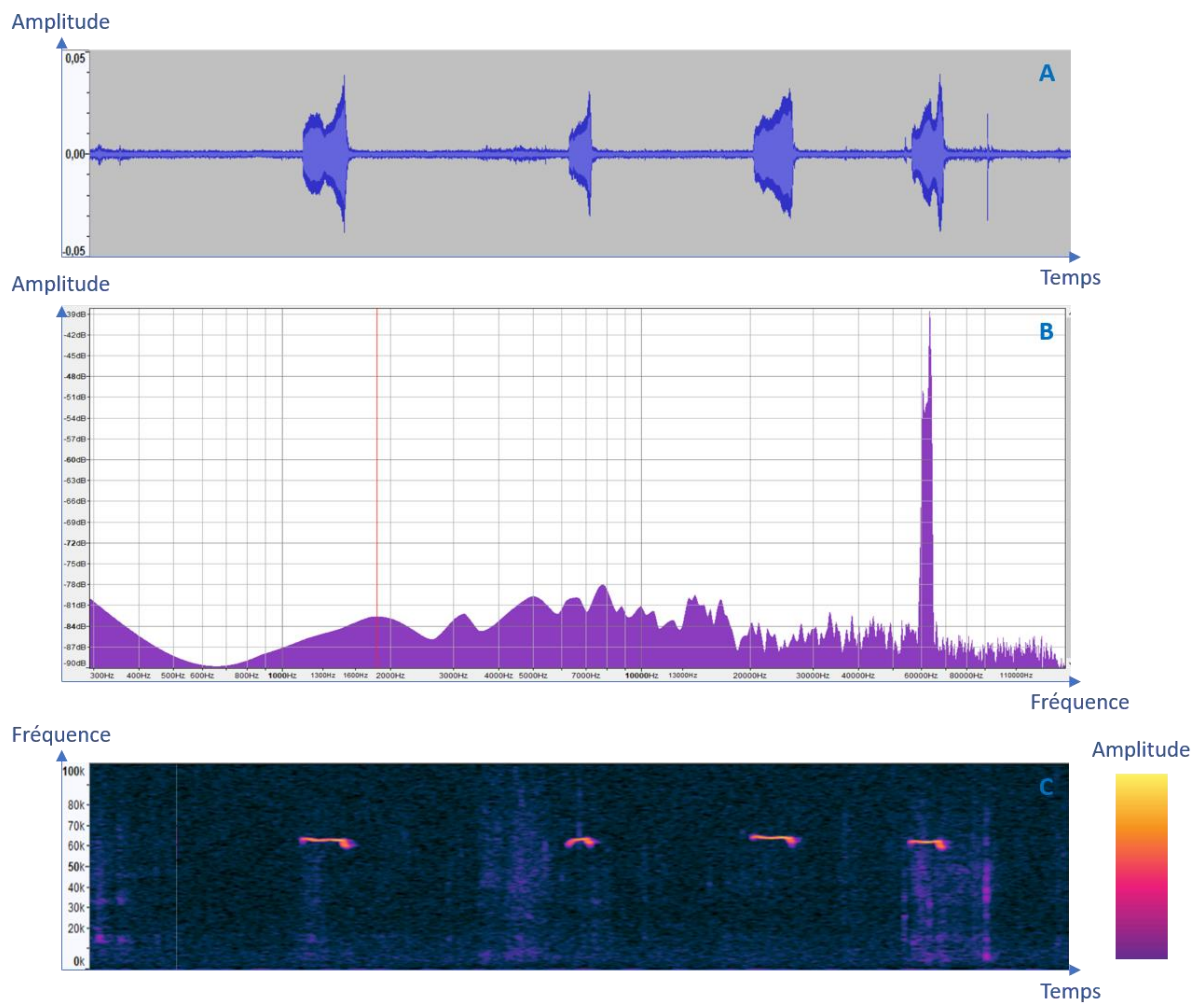 Amplitude
0,05
A
0,00
-0,05
Temps
Amplitude
-39dB
B
-42dB
-45dB
-48dB
-51dB
-54dB
-57dB
-60dB
-63dB
-66dB
-69dB
-72dB
-75dB
-78dB
-81dB
-84dB
-87dB
-90dB
300Hz 400Hz 500Hz 600Hz 800Hz 1000Hz 1300Hz 1600Hz 2000Hz 3000Hz 4000Hz 5000Hz 7000Hz 10000Hz 13000Hz 20000Hz 30000Hz 40000Hz 60000Hz 80000Hz 110000Hz
Fréquence
Fréquence
Amplitude
100k
C
80k
70k
60k
50k
40k
30k
20k
0k
Temps